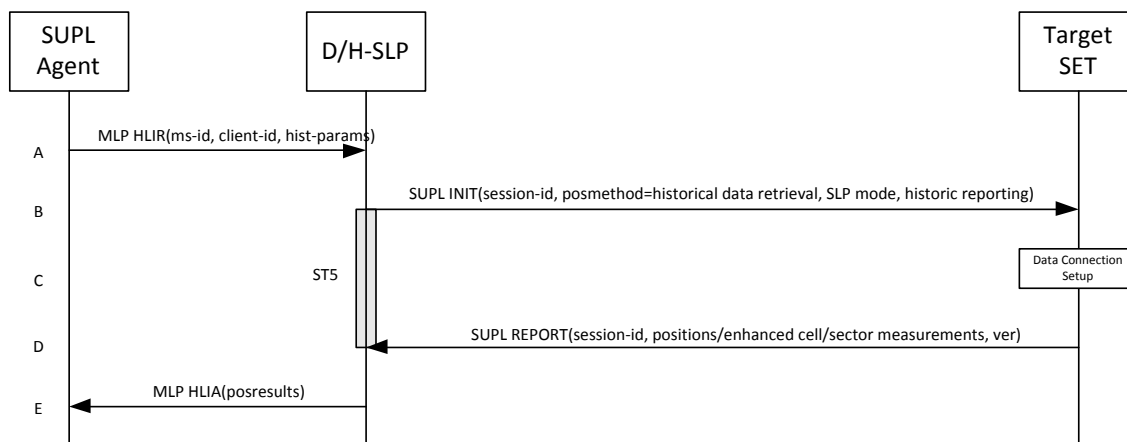 SUPL
Agent
D/H-SLP
Target
SET
A
MLP HLIR(ms-id, client-id, hist-params)
B
SUPL INIT(session-id, posmethod=historical data retrieval, SLP mode, historic reporting)
C
ST5
Data Connection
Setup
D
SUPL REPORT(session-id, positions/enhanced cell/sector measurements, ver)
E
MLP HLIA(posresults)